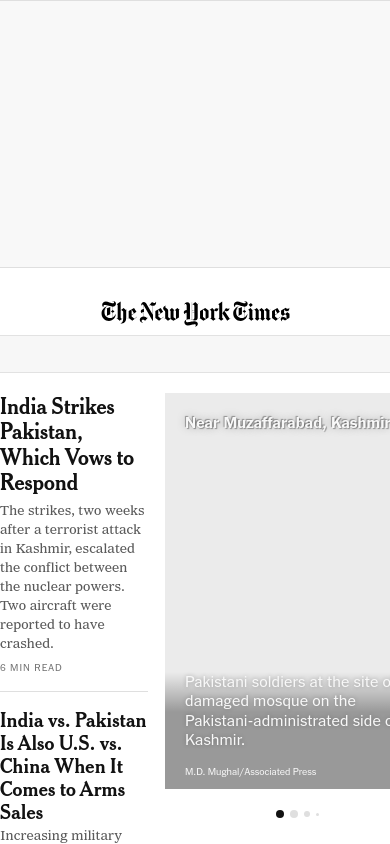 The New York Times
India Strikes
Pakistan,
Which Vows to
Respond
The strikes, two weeks
after a terrorist attack
in Kashmir, escalated
the conflict between
the nuclear powers.
Two aircraft were
reported to have
crashed.
6 MIN READ
India vs. Pakistan
Is Also U.S. vs.
China When It
Comes to Arms
Sales
Increasing military
Near Muzaffarabad, Kashmir
Pakistani soldiers at the site o
damaged mosque on the
Pakistani-administrated side o
Kashmir.
M.D. Mughal/Associated Press